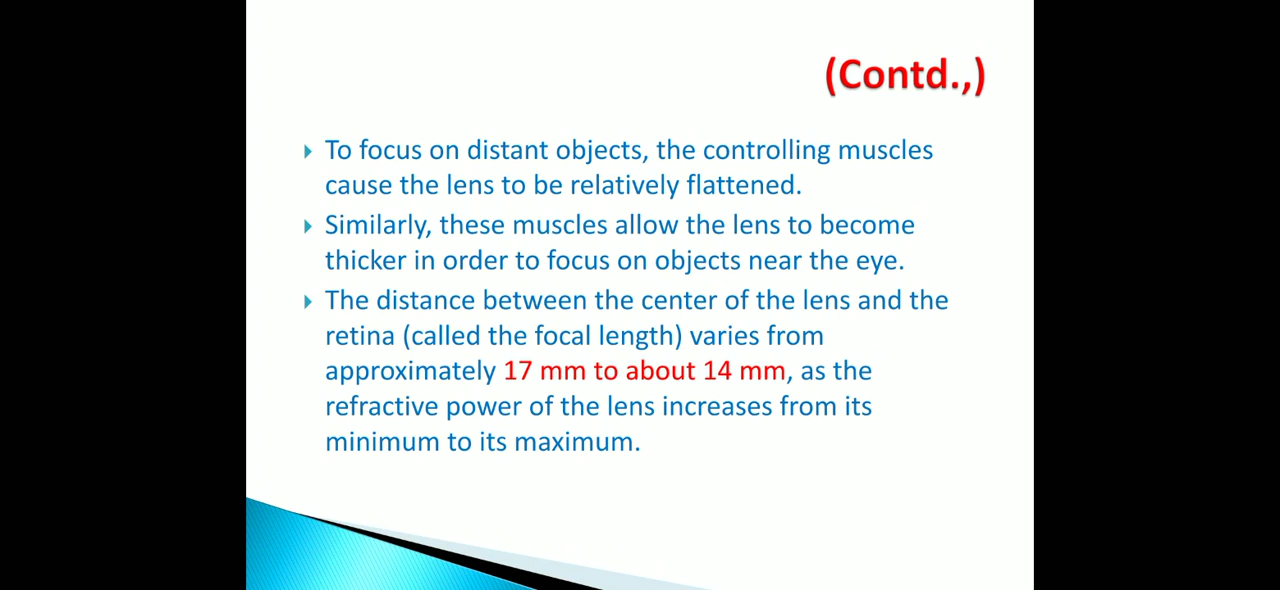 (Contd.,)
To focus on distant objects, the controlling muscles
cause the lens to be relatively flattened.
Similarly, these muscles allow the lens to become
thicker in order to focus on objects near the eye.
The distance between the center of the lens and the
retina (called the focal length) varies from
approximately 17 mm to about 14 mm, as the
refractive power of the lens increases from its
minimum to its maximum.